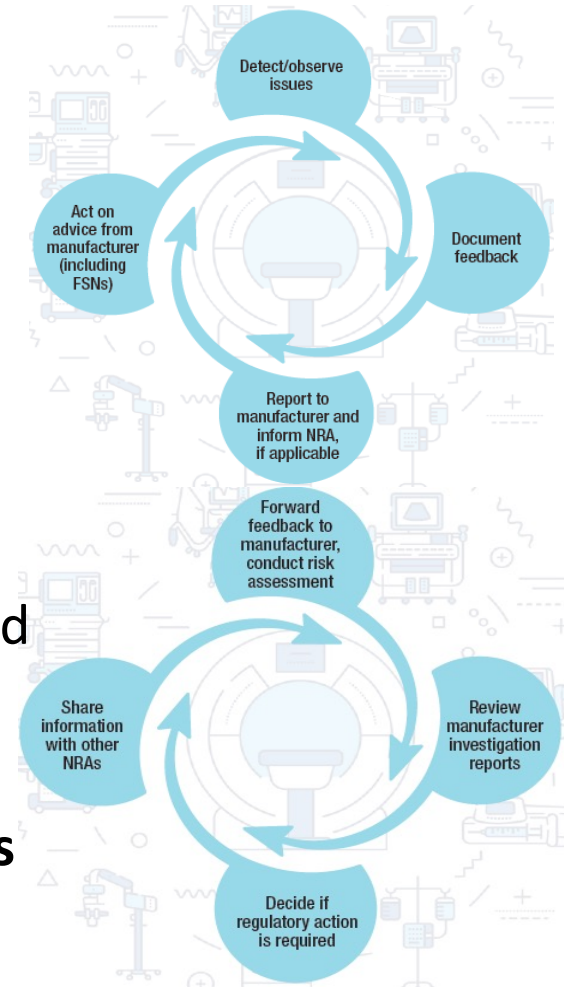 Detect/observe
issues
Act on
advice from
manufacturer
(including
FSNs)
Document
feedback
Report to
manufacturer and
inform NRA,
if applicable
Forward
feedback to
manufacturer,
conduct risk
assessment
d
Share
information
with other
NRAs
Review
manufacturer
investigation
reports
s
Decide if
regulatory action
is required